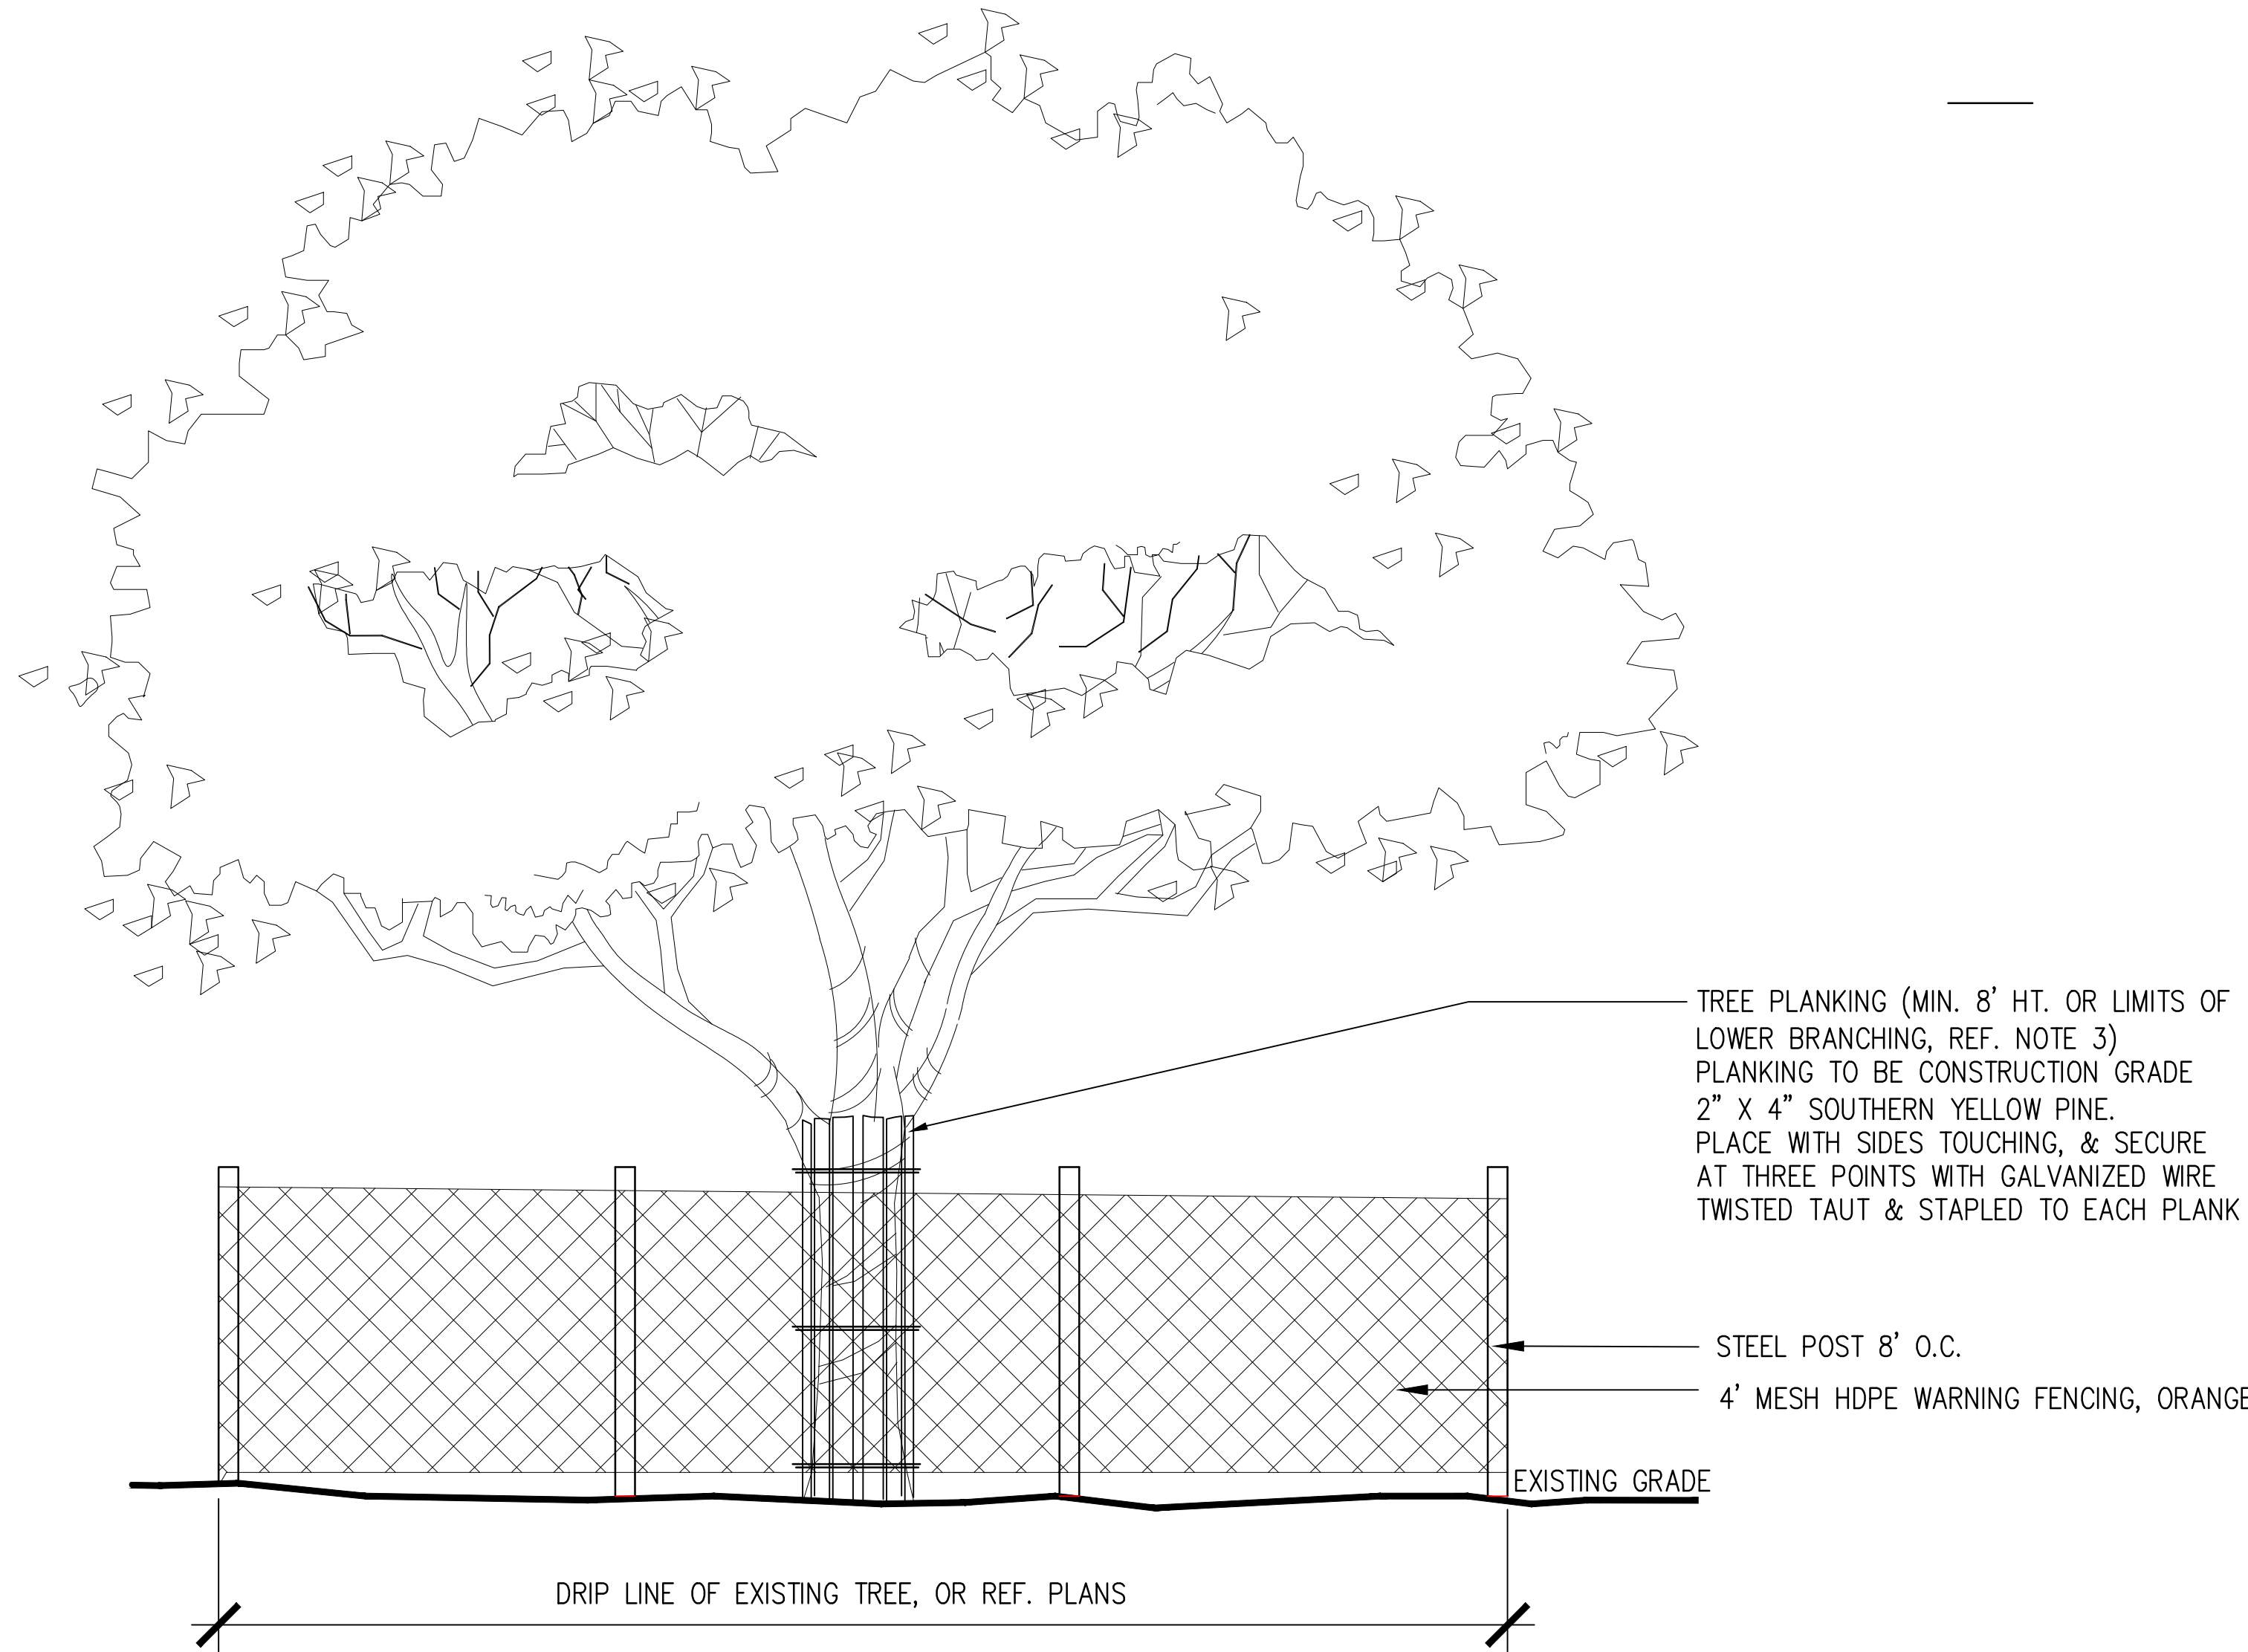 TREE PLANKING (MIN. 8' HT. OR LIMITS OF
LOWER BRANCHING, REF. NOTE 3)
PLANKING TO BE CONSTRUCTION GRADE
2" X 4" SOUTHERN YELLOW PINE.
PLACE WITH SIDES TOUCHING, & SECURE
AT THREE POINTS WITH GALVANIZED WIRE
TWISTED TAUT & STAPLED TO EACH PLANK
STEEL POST 8' O.C.
4' MESH HDPE WARNING FENCING, ORANGE
EXISTING GRADE
DRIP LINE OF EXISTING TREE, OR REF. PLANS